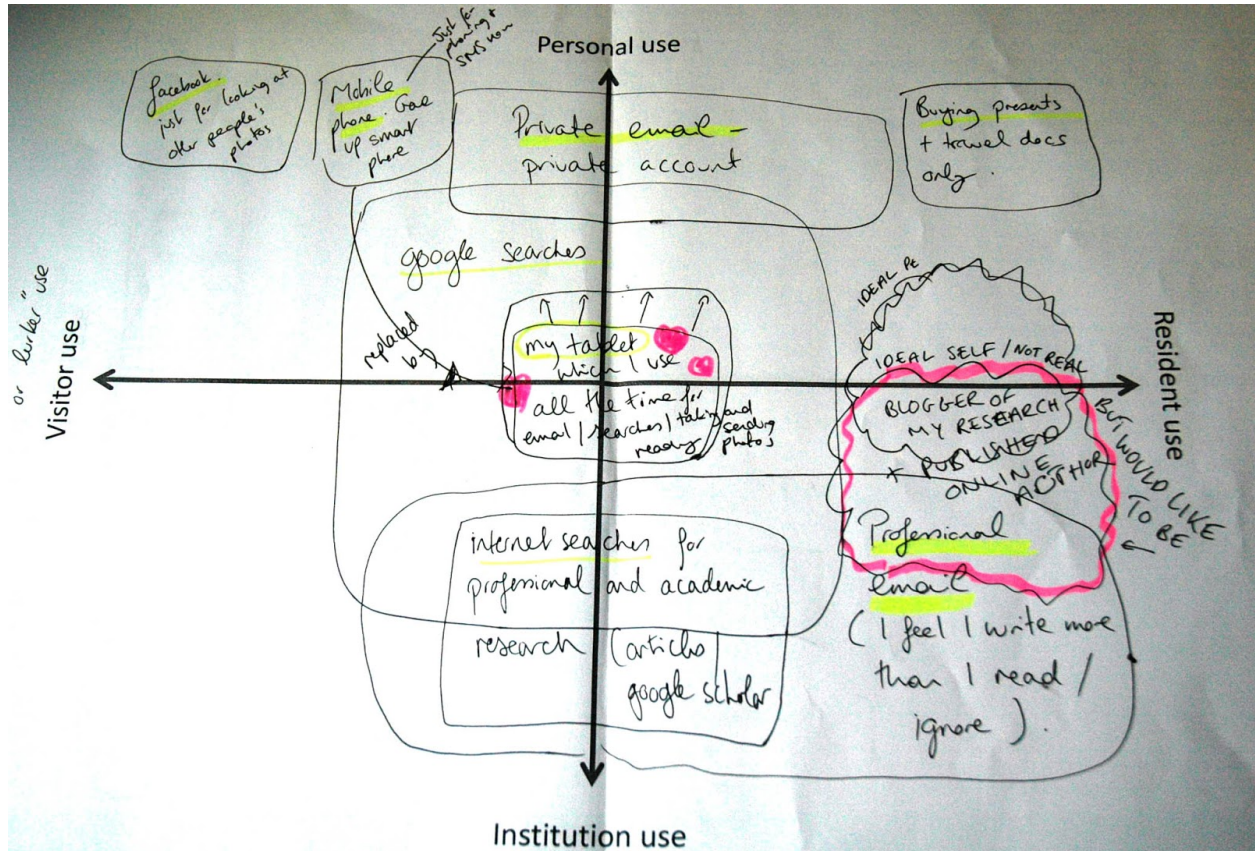 Personal use
facebook.
just for looking at
other people's
photos
Mobile
phone. Gave
up smart
phone
Just for
phoning +
SMS now
Private email -
private account
Buying presents
+ travel docs
only.
google searches
replaced
by
my tablet
which I use
all the time for
email / searches / taking and
reading sending
photos
or "lurker" use
Visitor use
Resident use
IDEAL
IDEAL SELF / NOT REAL
BLOGGER OF
MY RESEARCH
+ PUBLISHED
ONLINE
AUTHOR
BUT WOULD LIKE
TO BE
Professional
email
( I feel I write more
than I read /
ignore ).
internet searches for
professional and academic
research (articles /
google scholar
Institution use